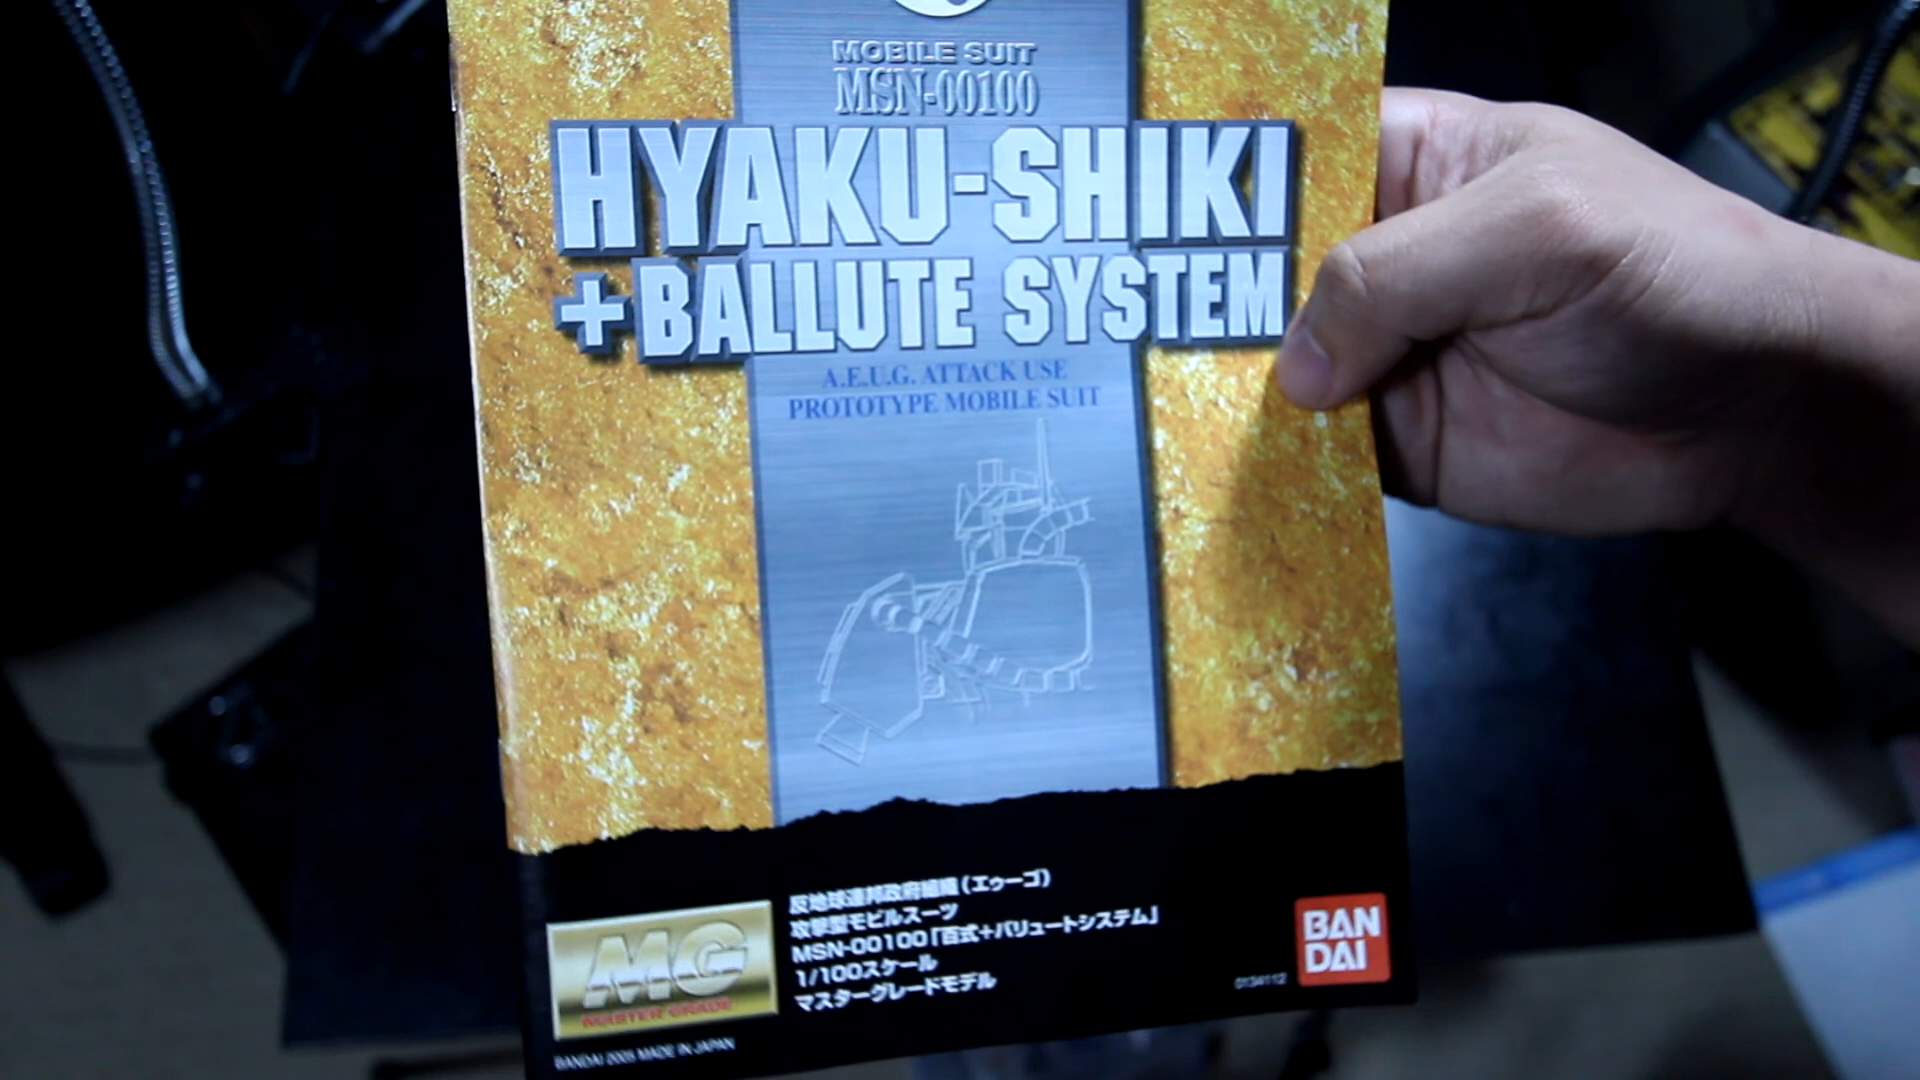 MOBILE SUIT
MSN-00100
HYAKU-SHIKI
+BALLUTE SYSTEM
A.E.U.G. ATTACK USE
PROTOTYPE MOBILE SUIT
MG
MASTER GRADE
反地球連邦政府組織(エゥーゴ)
攻撃型モビルスーツ
MSN-00100「百式+バリュートシステム」
1/100スケール
マスターグレードモデル
BAN
DAI
0134112
BANDAI 2005 MADE IN JAPAN